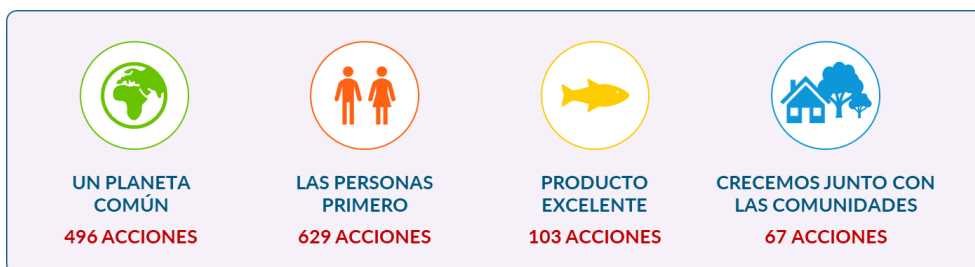 UN PLANETA
COMÚN
496 ACCIONES
LAS PERSONAS
PRIMERO
629 ACCIONES
PRODUCTO
EXCELENTE
103 ACCIONES
CRECEMOS JUNTO CON
LAS COMUNIDADES
67 ACCIONES